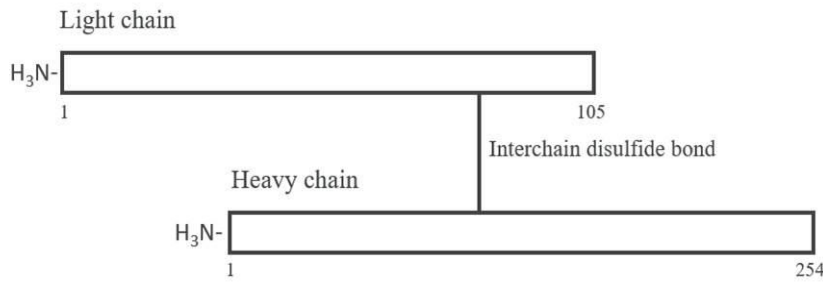 Light chain
H₃N-
1 105
Interchain disulfide bond
Heavy chain
H₃N-
1 254